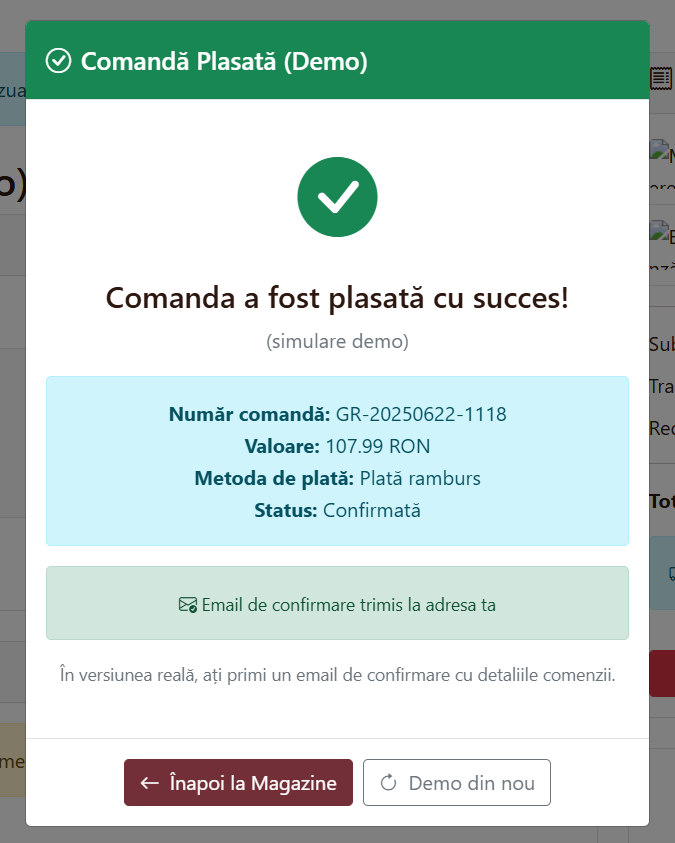 Comandă Plasată (Demo)
Comanda a fost plasată cu succes!
(simulare demo)
Număr comandă: GR-20250622-1118
Valoare: 107.99 RON
Metoda de plată: Plată ramburs
Status: Confirmată
Email de confirmare trimis la adresa ta
În versiunea reală, ați primi un email de confirmare cu detaliile comenzii.
Înapoi la Magazine
Demo din nou